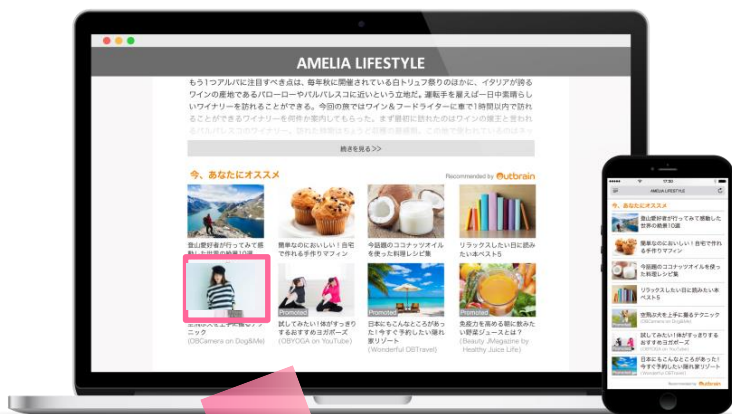 AMELIA LIFESTYLE
もう1つアルバに注目すべき点は、毎年秋に開催されている白トリュフ祭りのほかに、イタリアが誇る
ワインの産地であるバローロやバルバレスコに近いという立地だ。運転手を雇えば一日中素晴らし
いワイナリーを訪れることができる。今回の旅ではワイン＆フードライターに車で1時間以内で訪れ
ることができるワイナリーを何件か案内してもらった。まず最初に訪れたのはワインの
続きを見る>>
今、あなたにオススメ
Recommended by Outbrain
登山愛好者が行ってみて感
簡単なのにおいしい！自宅
で作れる手作りマフィン
今話題のココナッツオイル
を使った料理レシピ集
リラックスしたい日に読み
たい本ベスト5
ニック
(OBCamera on Dog&Me)
Promoted
試してみたい！体がすっきり
するおすすめヨガポーズ
(OBYOGA on YouTube)
Promoted
日本にもこんなところがあっ
た！今すぐ予約したい隠れ
家リゾート
(Wonderful OBTravel)
Promoted
免疫力を高める朝に飲みた
い野菜ジュースとは？
(Beauty JMagazine by
Healthy Juice Life)
17:30
AMELIA LIFESTYLE
今、あなたにオススメ
登山愛好者が行ってみて感動した
世界の絶景10選
簡単なのにおいしい！自宅で作れ
る手作りマフィン
今話題のココナッツオイルを使っ
た料理レシピ集
リラックスしたい日に読みたい本
ベスト5
空飛ぶ犬を上手に撮るテクニック
(OBCamera on Dog&Me)
試してみたい！体がすっきりする
おすすめヨガポーズ
(OBYOGA on YouTube)
日本にもこんなところがあった！
今すぐ予約したい隠れ家リゾート
(Wonderful OBTravel)
Recommended by Outbrain